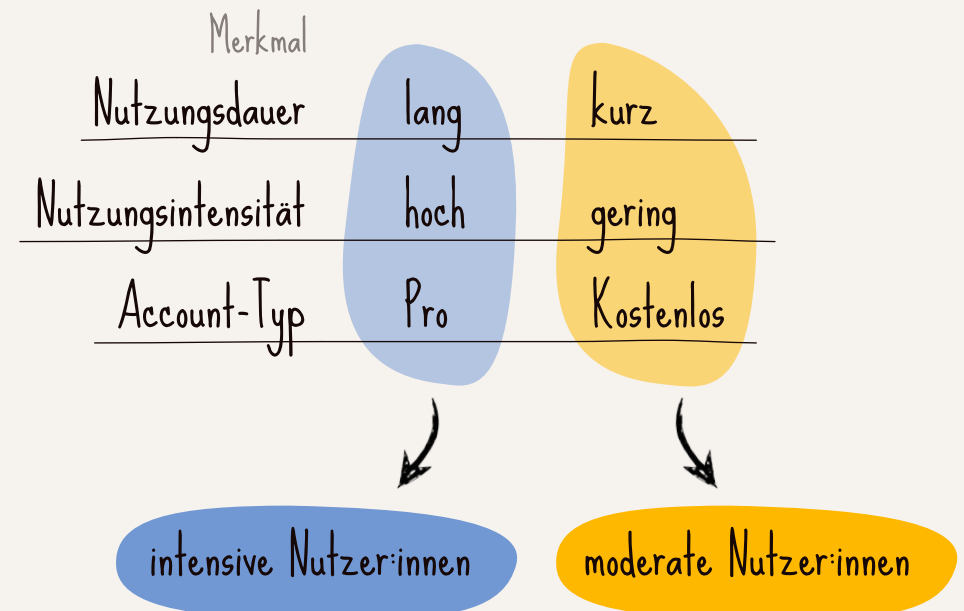 Merkmal
Nutzungsdauer lang kurz
Nutzungsintensität hoch gering
Account-Typ Pro Kostenlos
intensive Nutzer:innen moderate Nutzer:innen